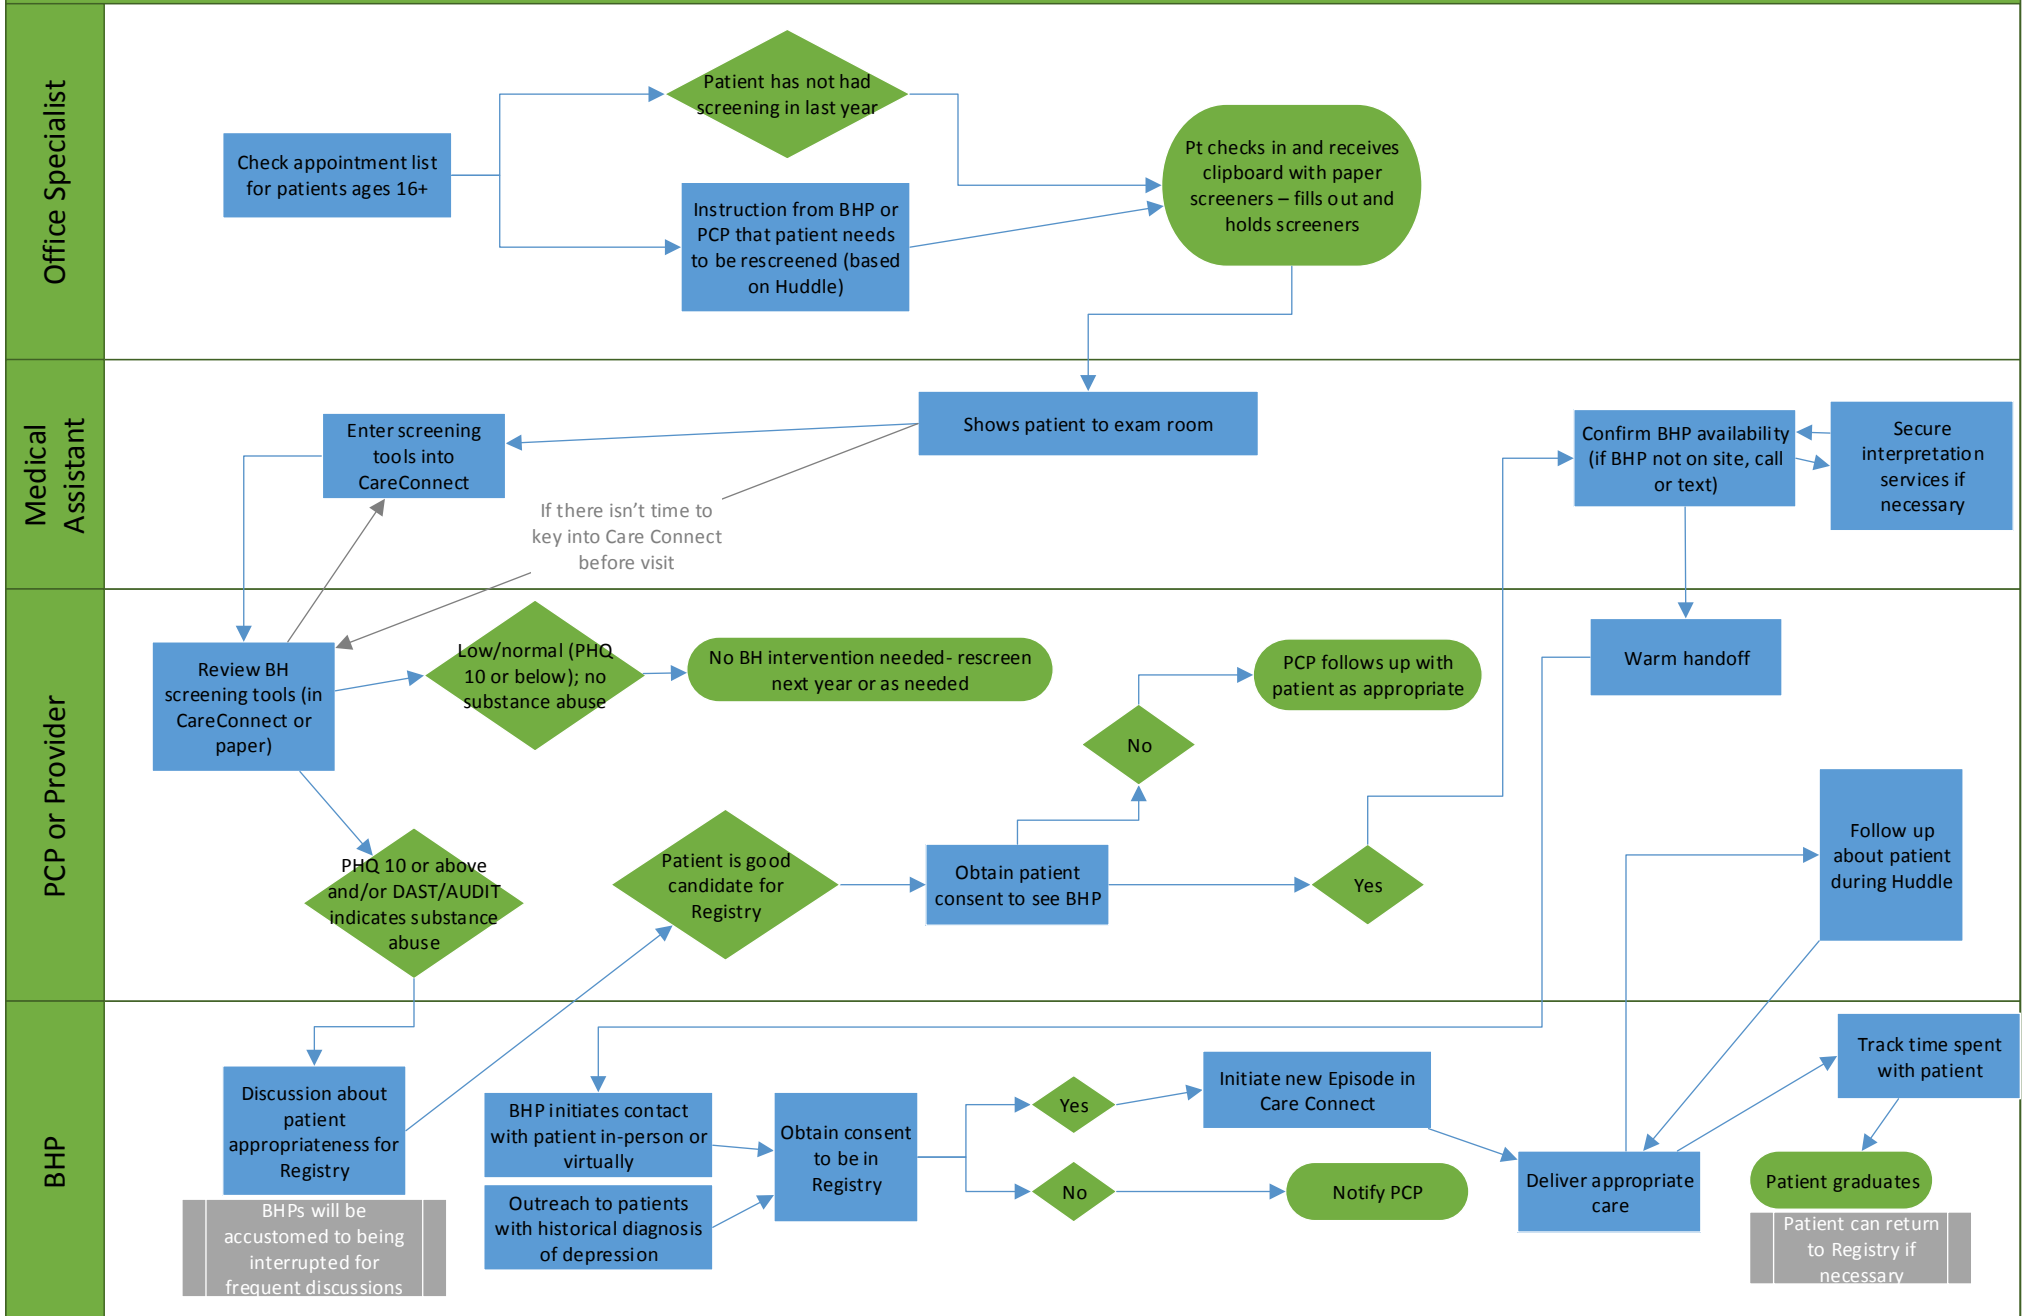 Office Specialist
Patient has not had
screening in last year
Check appointment list
for patients ages 16+
Instruction from BHP or
PCP that patient needs
to be rescreened (based
on Huddle)
Pt checks in and receives
clipboard with paper
screeners – fills out and
holds screeners
Medical
Assistant
Enter screening
tools into
CareConnect
Shows patient to exam room
If there isn't time to
key into Care Connect
before visit
Confirm BHP availability
(if BHP not on site, call
or text)
Secure
interpretation
services if
necessary
PCP or Provider
Review BH
screening tools (in
CareConnect or
paper)
Low/normal (PHQ
10 or below); no
substance abuse
No BH intervention needed- rescreen
next year or as needed
PCP follows up with
patient as appropriate
Warm handoff
No
PHQ 10 or above
and/or DAST/AUDIT
indicates substance
abuse
Patient is good
candidate for
Registry
Obtain patient
consent to see BHP
Yes
Follow up
about patient
during Huddle
BHP
Discussion about
patient
appropriateness for
Registry
BHPs will be
accustomed to being
interrupted for
frequent discussions
BHP initiates contact
with patient in-person or
virtually
Outreach to patients
with historical diagnosis
of depression
Obtain consent
to be in
Registry
Yes
No
Initiate new Episode in
Care Connect
Notify PCP
Deliver appropriate
care
Track time spent
with patient
Patient graduates
Patient can return
to Registry if
necessary